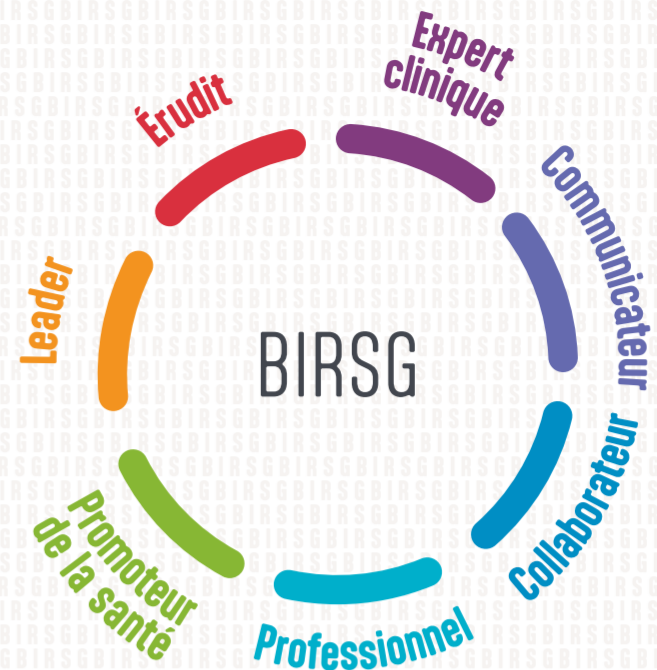 Expert
clinique
Communicateur
Collaborateur
Professionnel
Promoteur
de la santé
Leader
Érudit
BIRSG